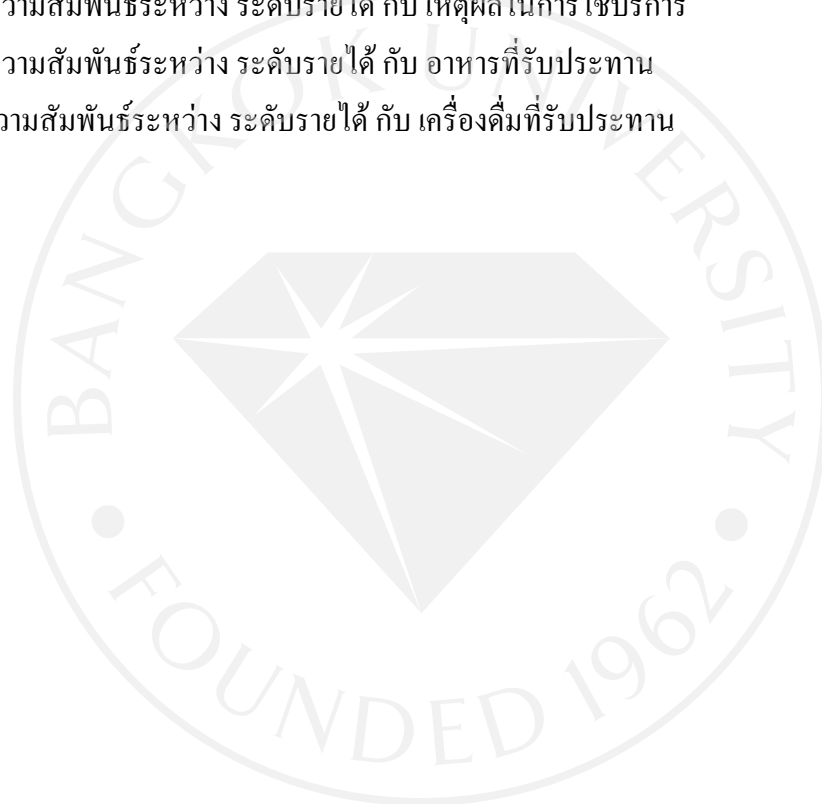 ความสัมพันธ์ระหว่าง ระดับรายได้ กับ เหตุผลในการใช้บริการ
วามสัมพันธ์ระหว่าง ระดับรายได้ กับ อาหารที่รับประทาน
วามสัมพันธ์ระหว่าง ระดับรายได้ กับ เครื่องดื่มที่รับประทาน
BANGKOK UNIVERSITY
FOUNDED 1962